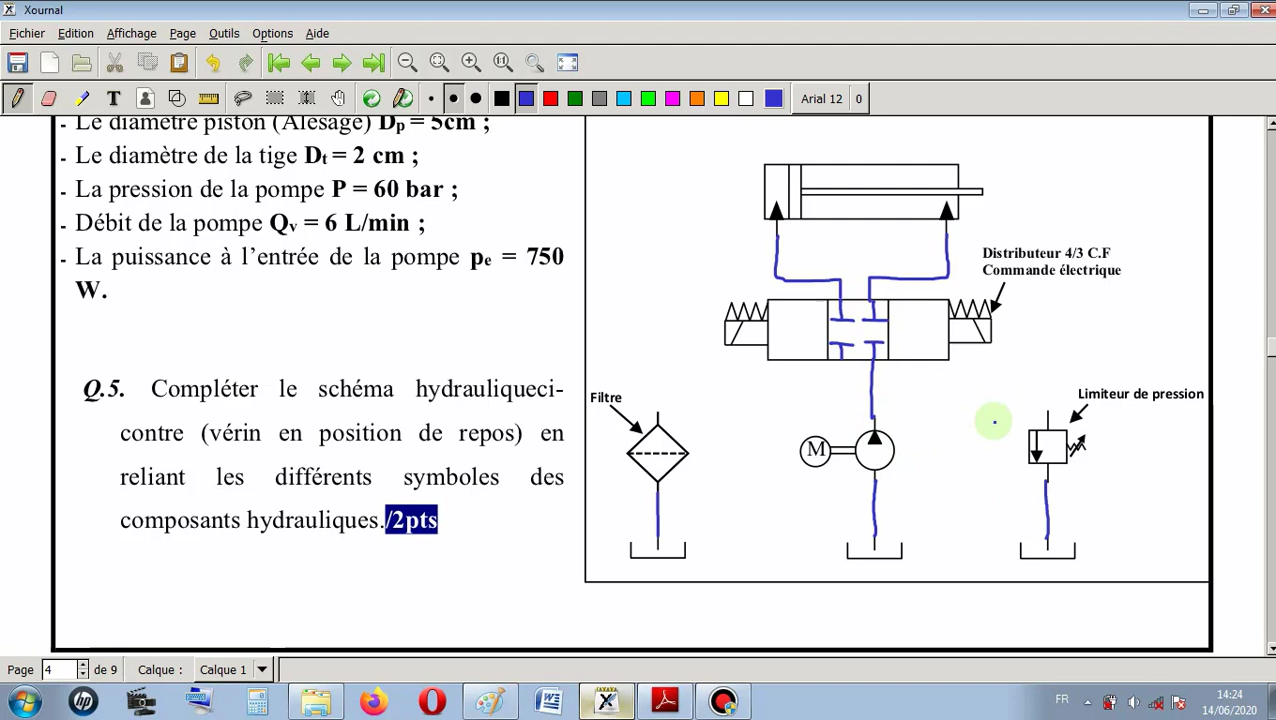 Xournal
Fichier Edition Affichage Page Outils Options Aide
Arial 12 0
- Le diamètre piston (Alésage) Dp = 5cm ;
- Le diamètre de la tige Dt = 2 cm ;
- La pression de la pompe P = 60 bar ;
- Débit de la pompe Qv = 6 L/min ;
- La puissance à l’entrée de la pompe pe = 750
W.
Q.5. Compléter le schéma hydrauliqueci-
contre (vérin en position de repos) en
reliant les différents symboles des
composants hydrauliques./2pts
Distributeur 4/3 C.F
Commande électrique
Filtre
Limiteur de pression
M
Page 4 de 9 Calque : Calque 1
FR 14:24
14/06/2020